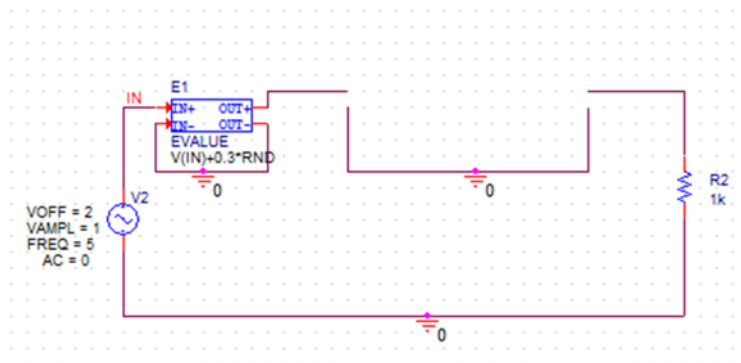 E1
IN
IN+ OUT+
IN- OUT-
EVALUE
V(IN)+0.3*RND
0
0
V2
VOFF = 2
VAMPL = 1
FREQ = 5
AC = 0
R2
1k
0